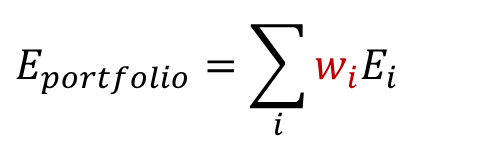 E_portfolio = ∑_i w_i E_i